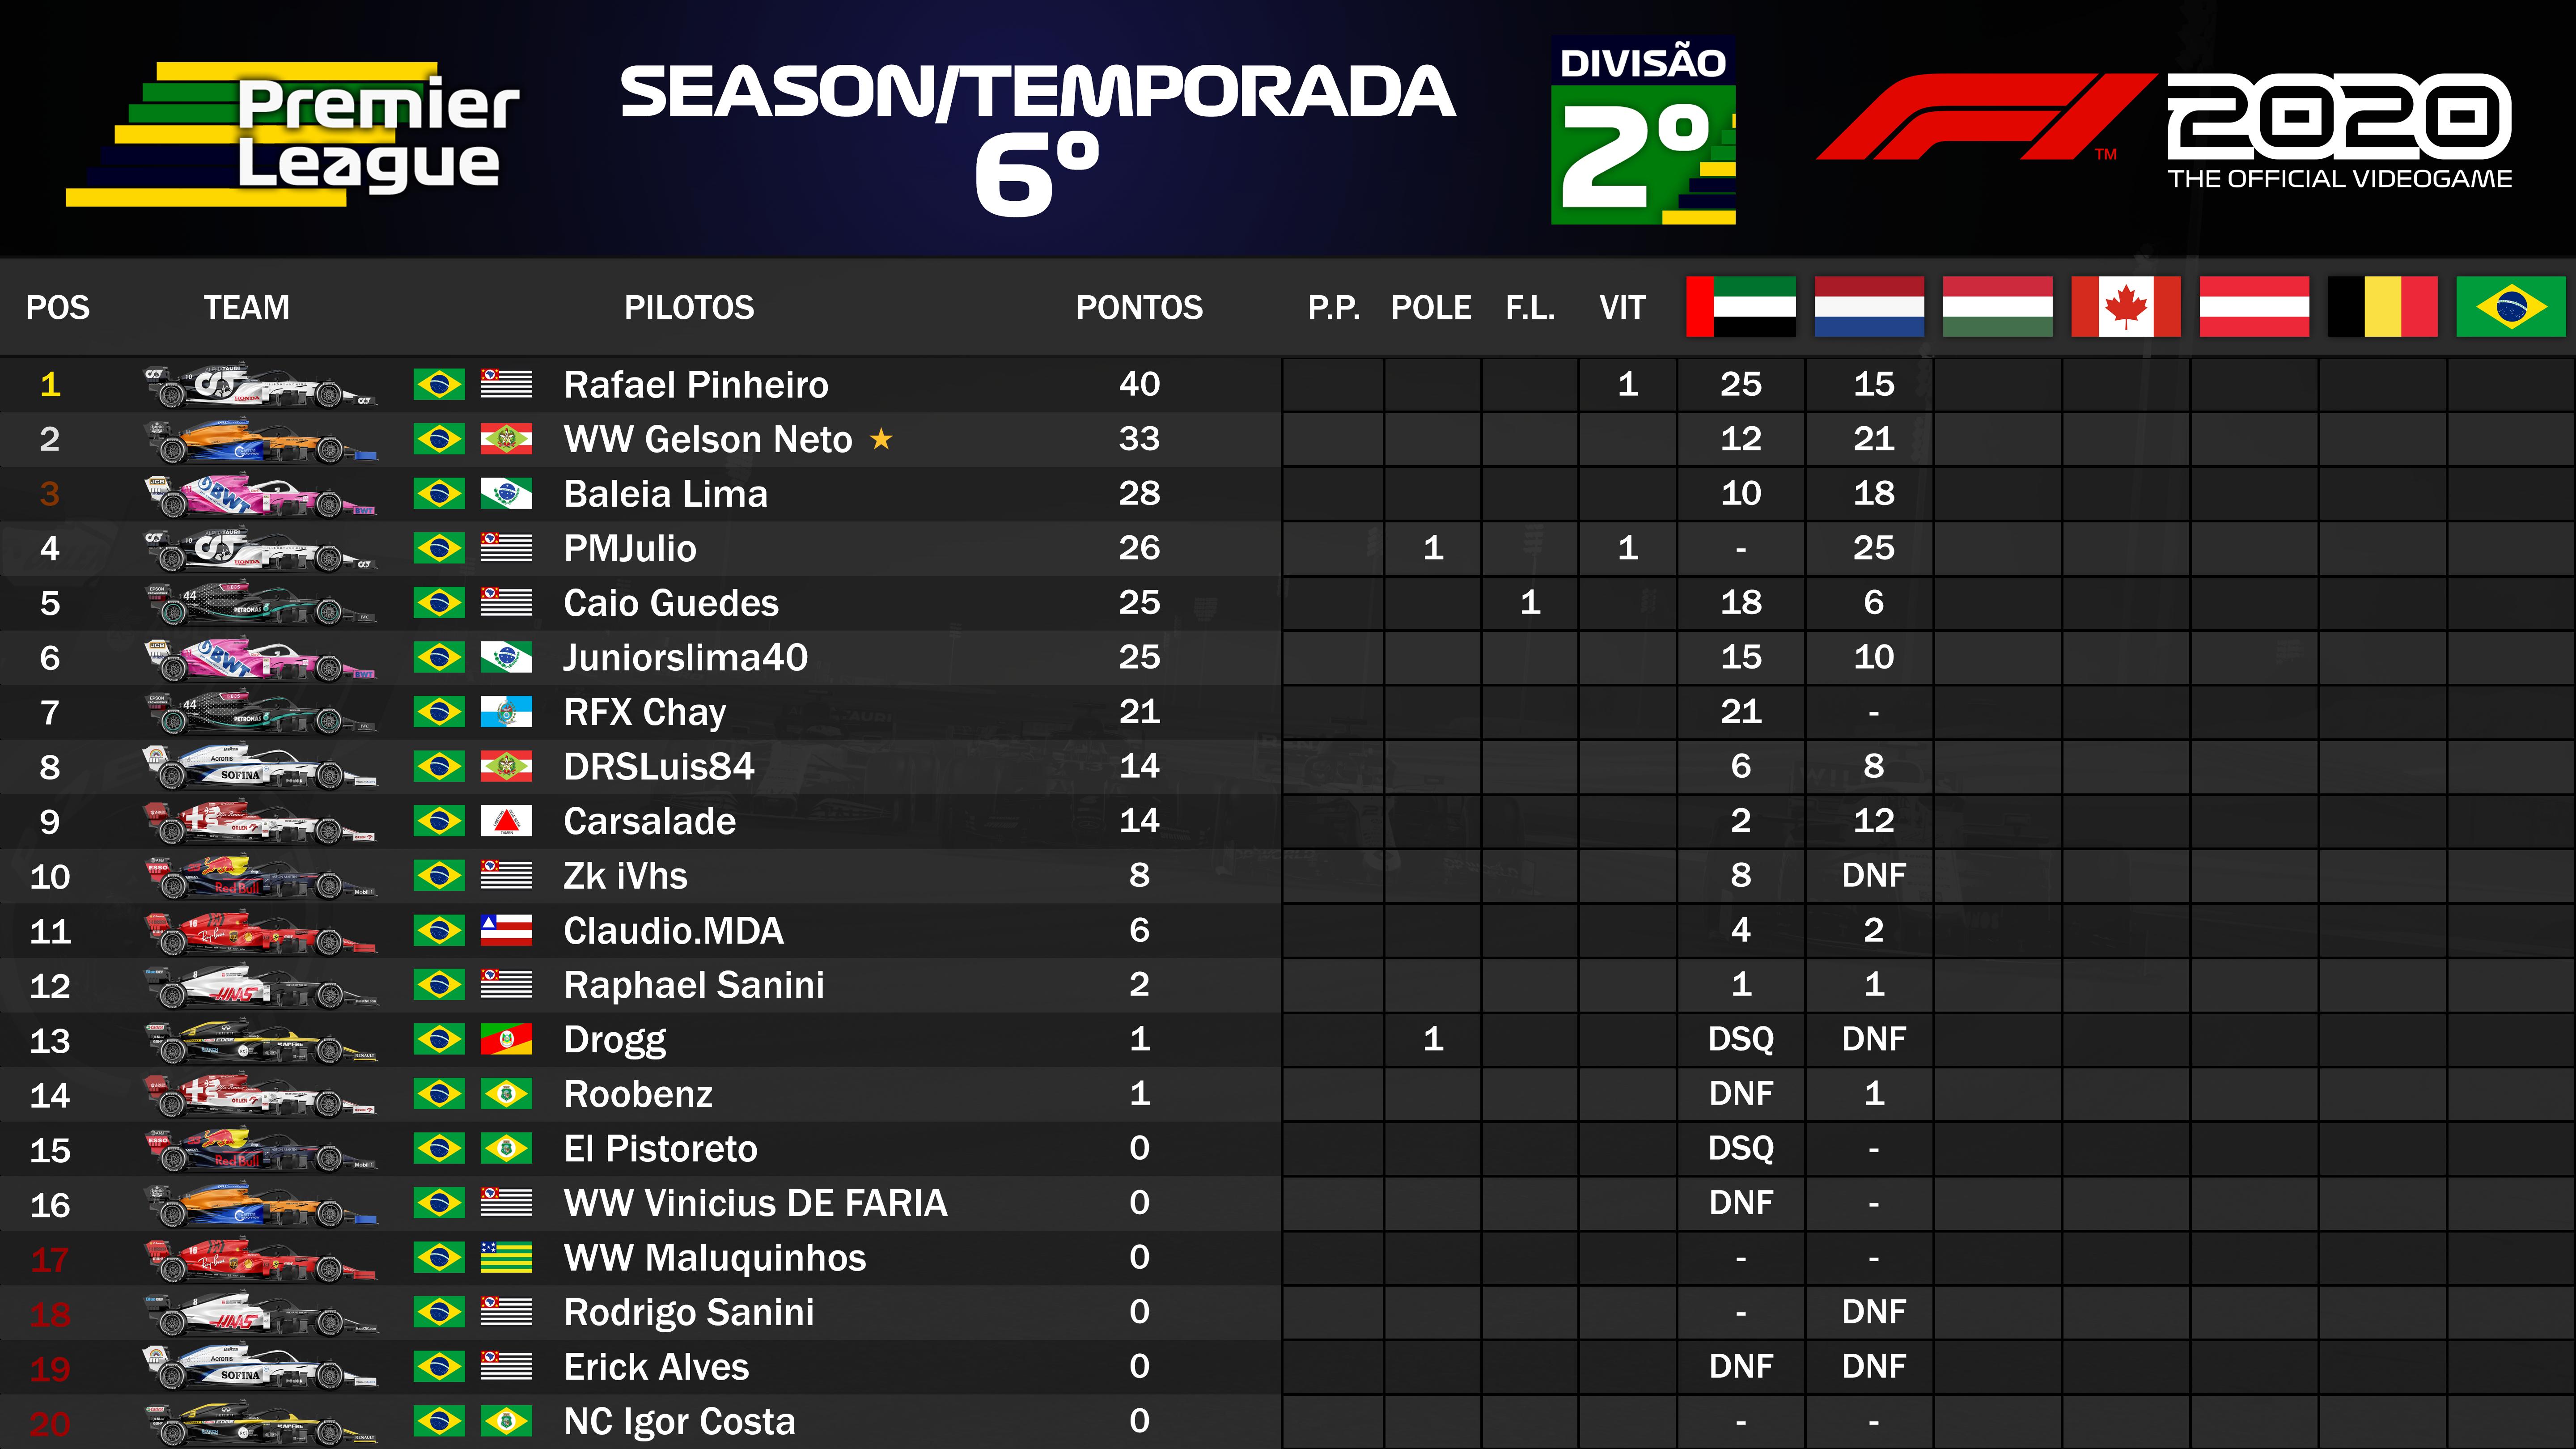 Premier
League
SEASON/TEMPORADA
6º
DIVISÃO
2º
F1 ™ 2020
THE OFFICIAL VIDEOGAME
POS TEAM PILOTOS PONTOS P.P. POLE F.L. VIT
1 Rafael Pinheiro 40 1 25 15
2 WW Gelson Neto ★ 33 12 21
3 Baleia Lima 28 10 18
4 PMJulio 26 1 1 - 25
5 Caio Guedes 25 1 18 6
6 Juniorslima40 25 15 10
7 RFX Chay 21 21 -
8 DRSLuis84 14 6 8
9 Carsalade 14 2 12
10 Zk iVhs 8 8 DNF
11 Claudio.MDA 6 4 2
12 Raphael Sanini 2 1 1
13 Drogg 1 1 DSQ DNF
14 Roobenz 1 DNF 1
15 El Pistoreto 0 DSQ -
16 WW Vinicius DE FARIA 0 DNF -
17 WW Maluquinhos 0 - -
18 Rodrigo Sanini 0 - DNF
19 Erick Alves 0 DNF DNF
20 NC Igor Costa 0 - -